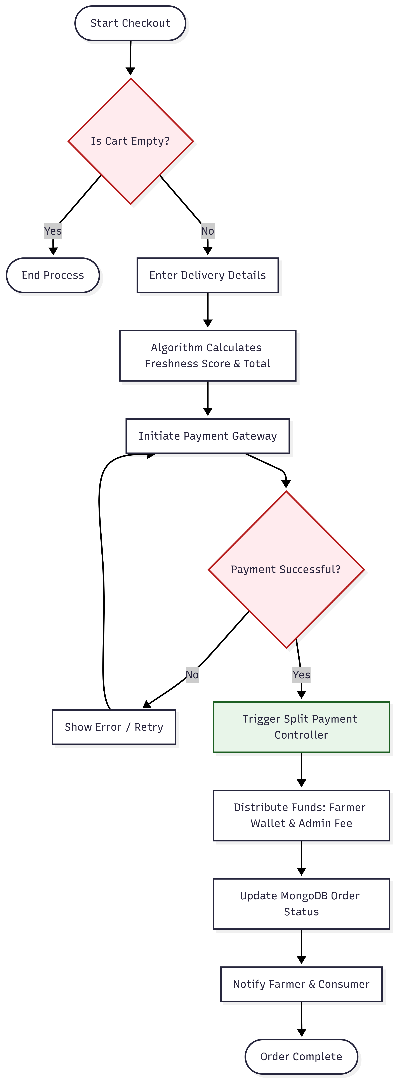 Start Checkout
Is Cart Empty?
Yes
No
End Process
Enter Delivery Details
Algorithm Calculates
Freshness Score & Total
Initiate Payment Gateway
Payment Successful?
No
Yes
Show Error / Retry
Trigger Split Payment
Controller
Distribute Funds: Farmer
Wallet & Admin Fee
Update MongoDB Order
Status
Notify Farmer & Consumer
Order Complete